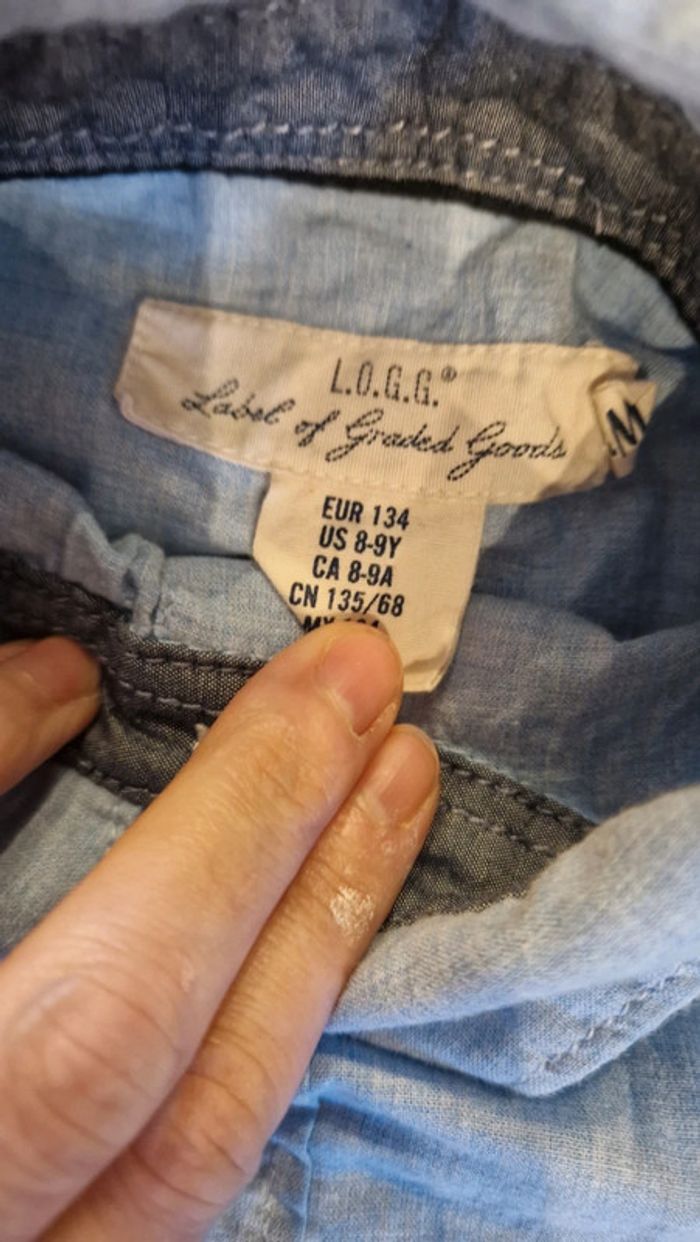 L.O.G.G.®
Label of Graded Goods
M
EUR 134
US 8-9Y
CA 8-9A
CN 135/68